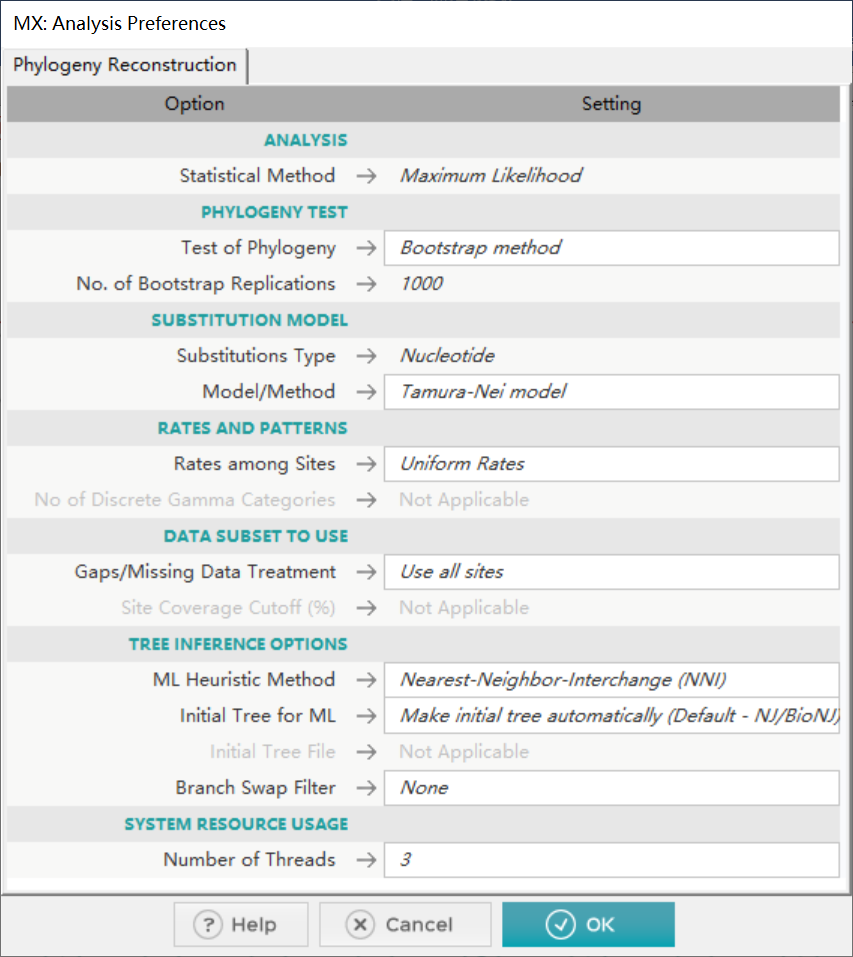 MX: Analysis Preferences
Phylogeny Reconstruction
Option Setting
ANALYSIS
Statistical Method → Maximum Likelihood
PHYLOGENY TEST
Test of Phylogeny → Bootstrap method
No. of Bootstrap Replications → 1000
SUBSTITUTION MODEL
Substitutions Type → Nucleotide
Model/Method → Tamura-Nei model
RATES AND PATTERNS
Rates among Sites → Uniform Rates
No of Discrete Gamma Categories → Not Applicable
DATA SUBSET TO USE
Gaps/Missing Data Treatment → Use all sites
Site Coverage Cutoff (%) → Not Applicable
TREE INFERENCE OPTIONS
ML Heuristic Method → Nearest-Neighbor-Interchange (NNI)
Initial Tree for ML → Make initial tree automatically (Default - NJ/BioNJ)
Initial Tree File → Not Applicable
Branch Swap Filter → None
SYSTEM RESOURCE USAGE
Number of Threads → 3
? Help Cancel OK